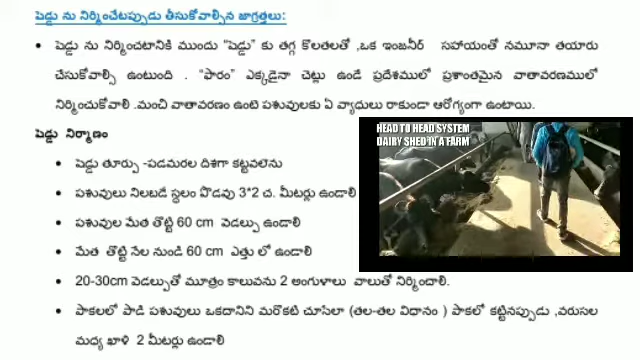 పెడ్డు ను నిర్మించేటప్పుడు తీసుకోవాల్సిన జాగ్రత్తలు:
• పెడ్డు ను నిర్మించటానికి ముందు “పెడ్డు” కు తగ్గ కొలతలతో ,ఒక ఇంజనీర్ సహాయంతో నమూనా తయారు
చేసుకోవాల్సి ఉంటుంది . “ఫారం” ఎక్కడైనా చెట్లు ఉండే ప్రదేశములో ప్రశాంతమైన వాతావరణములో
నిర్మించుకోవాలి .మంచి వాతావరణం ఉంటె పశువులకు ఏ వ్యాధులు రాకుండా ఆరోగ్యంగా ఉంటాయి.
పెడ్డు నిర్మాణం
HEAD TO HEAD SYSTEM
DAIRY SHED IN A FARM
• పెడ్డు తూర్పు -పడమరల దిశగా కట్టవలెను
• పశువులు నిలబడే స్థలం పొడవు 3*2 చ. మీటర్లు ఉండాలి
• పశువుల మేత తొట్టి 60 cm వెడల్పు ఉండాలి
• మేత తొట్టి నేల నుండి 60 cm ఎత్తు లో ఉండాలి
• 20-30cm వెడల్పుతో మూత్రం కాలువను 2 అంగుళాలు వాలుతో నిర్మించాలి.
• పాకలలో పాడి పశువులు ఒకదానిని మరొకటి చూసేలా (తల-తల విధానం ) పాకలో కట్టినప్పుడు ,వరుసల
మధ్య ఖాళి 2 మీటర్లు ఉండాలి